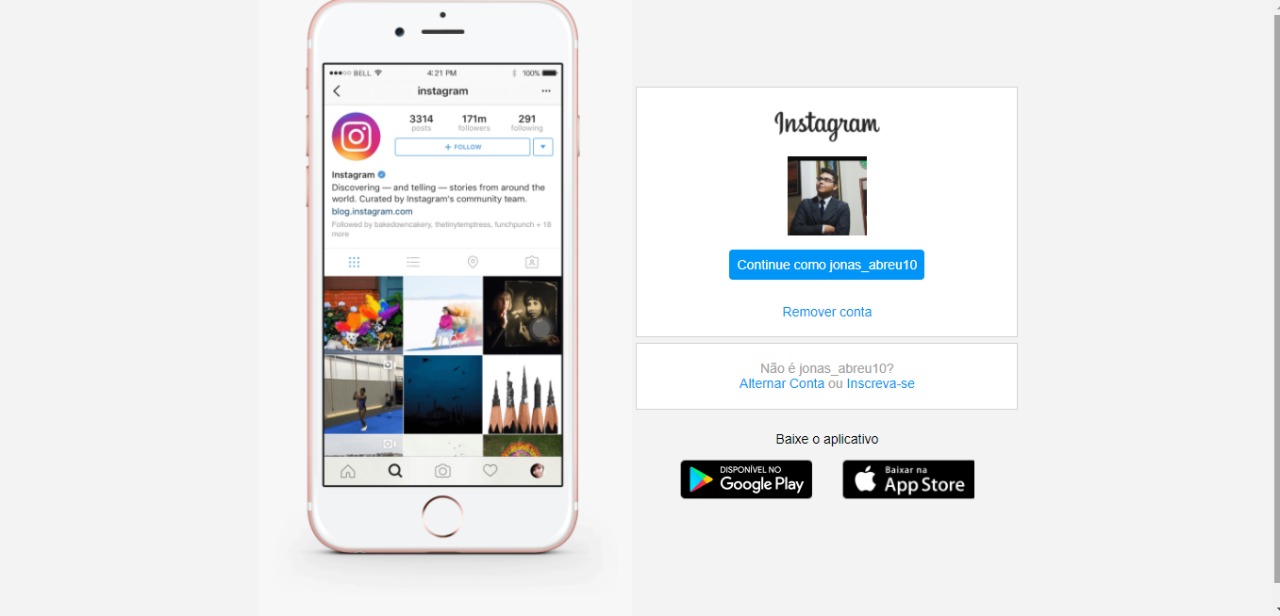 BELL 4:21 PM 100%
instagram
3314 171m 291
posts followers following
+ FOLLOW
Instagram
Discovering — and telling — stories from around the
world. Curated by Instagram's community team.
blog.instagram.com
Followed by bakedowncakery, thetinytemptress, funchpunch + 18
more
Instagram
Continue como jonas_abreu10
Remover conta
Não é jonas_abreu10?
Alternar Conta ou Inscreva-se
Baixe o aplicativo
DISPONÍVEL NO
Google Play
Baixar na
App Store